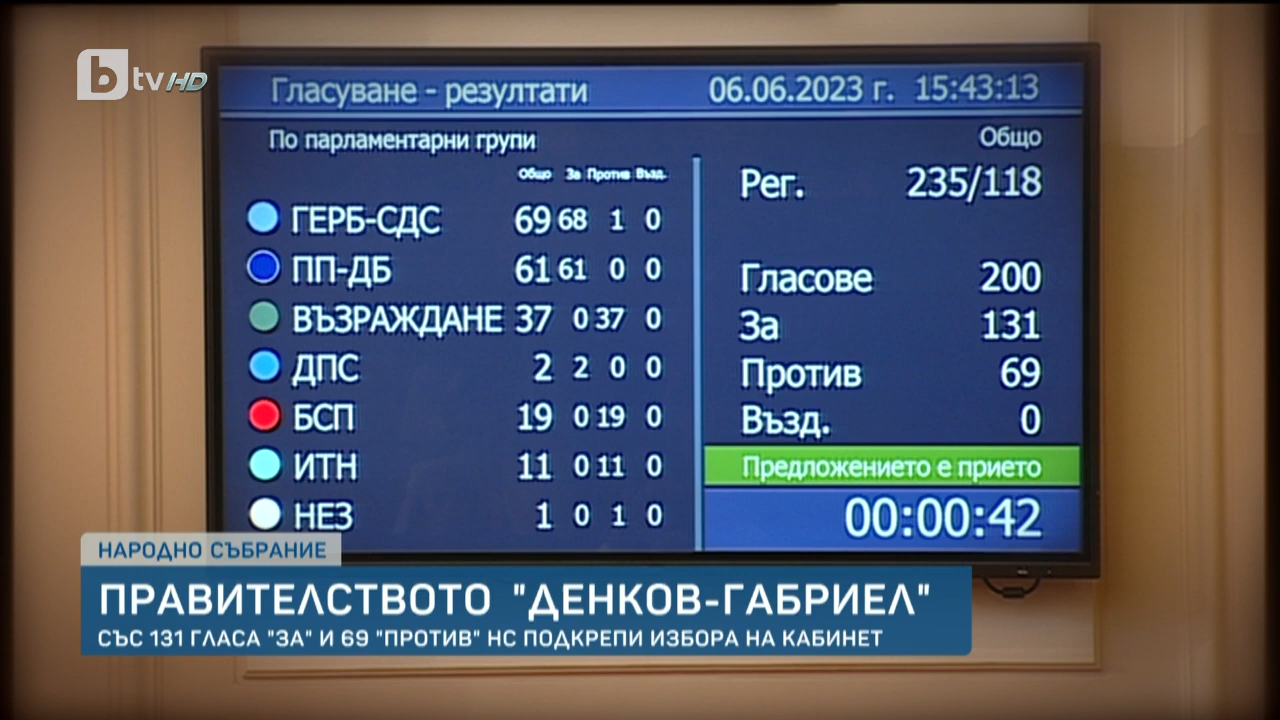 btv HD
Гласуване - резултати 06.06.2023 г. 15:43:13
По парламентарни групи
Общо За Против Възд.
ГЕРБ-СДС 69 68 1 0
ПП-ДБ 61 61 0 0
ВЪЗРАЖДАНЕ 37 0 37 0
ДПС 2 2 0 0
БСП 19 0 19 0
ИТН 11 0 11 0
НЕЗ 1 0 1 0
Общо
Рег. 235/118
Гласове 200
За 131
Против 69
Възд. 0
Предложението е прието
00:00:42
НАРОДНО СЪБРАНИЕ
ПРАВИТЕЛСТВОТО "ДЕНКОВ-ГАБРИЕЛ"
СЪС 131 ГЛАСА "ЗА" И 69 "ПРОТИВ" НС ПОДКРЕПИ ИЗБОРА НА КАБИНЕТ